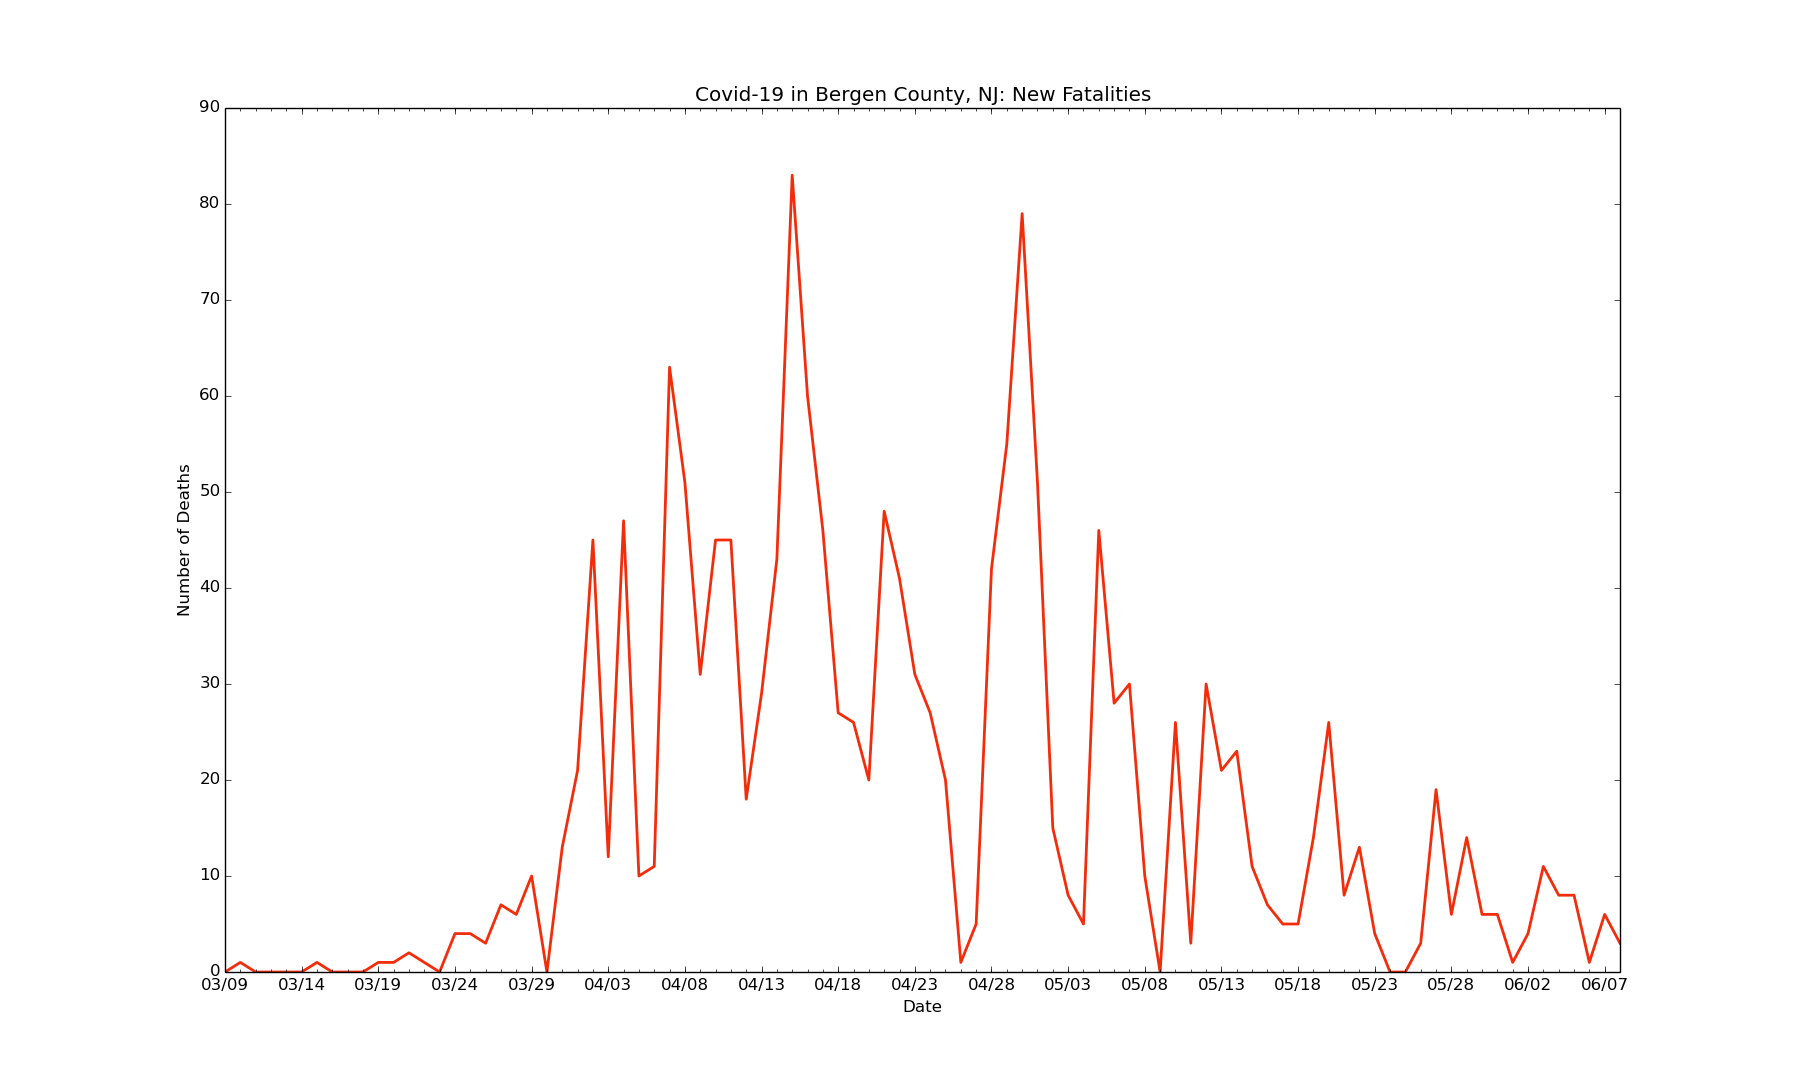 Covid-19 in Bergen County, NJ: New Fatalities
90
80
70
60
50
40
30
20
10
0
Number of Deaths
03/09 03/14 03/19 03/24 03/29 04/03 04/08 04/13 04/18 04/23 04/28 05/03 05/08 05/13 05/18 05/23 05/28 06/02 06/07
Date